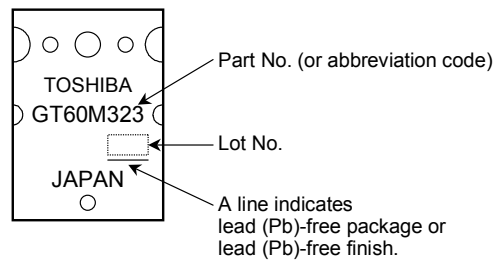 TOSHIBA
GT60M323
JAPAN
Part No. (or abbreviation code)
Lot No.
A line indicates
lead (Pb)-free package or
lead (Pb)-free finish.